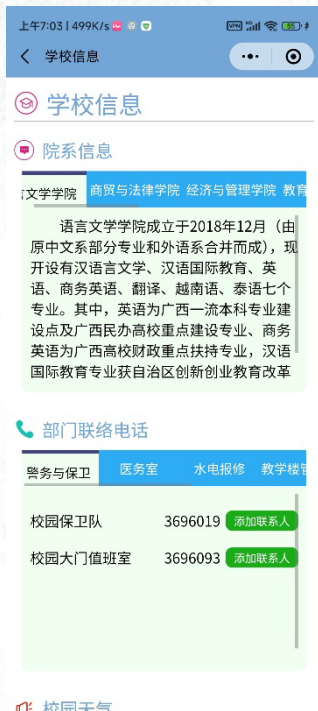 上午7:03 | 499K/s
学校信息
学校信息
院系信息
言文学学院 商贸与法律学院 经济与管理学院 教育
语言文学学院成立于2018年12月（由
原中文系部分专业和外语系合并而成），现
开设有汉语言文学、汉语国际教育、英
语、商务英语、翻译、越南语、泰语七个
专业。其中，英语为广西一流本科专业建
设点及广西民办高校重点建设专业、商务
英语为广西高校财政重点扶持专业，汉语
国际教育专业获自治区创新创业教育改革
部门联络电话
警务与保卫 医务室 水电报修 教学楼管
校园保卫队 3696019 添加联系人
校园大门值班室 3696093 添加联系人
校园天气